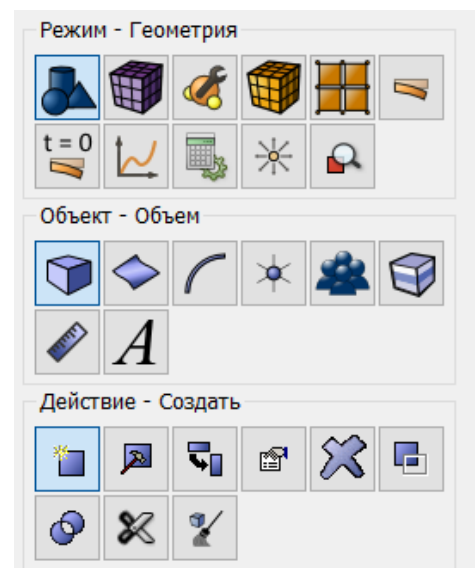 Режим - Геометрия
t = 0
Объект - Объем
A
Действие - Создать